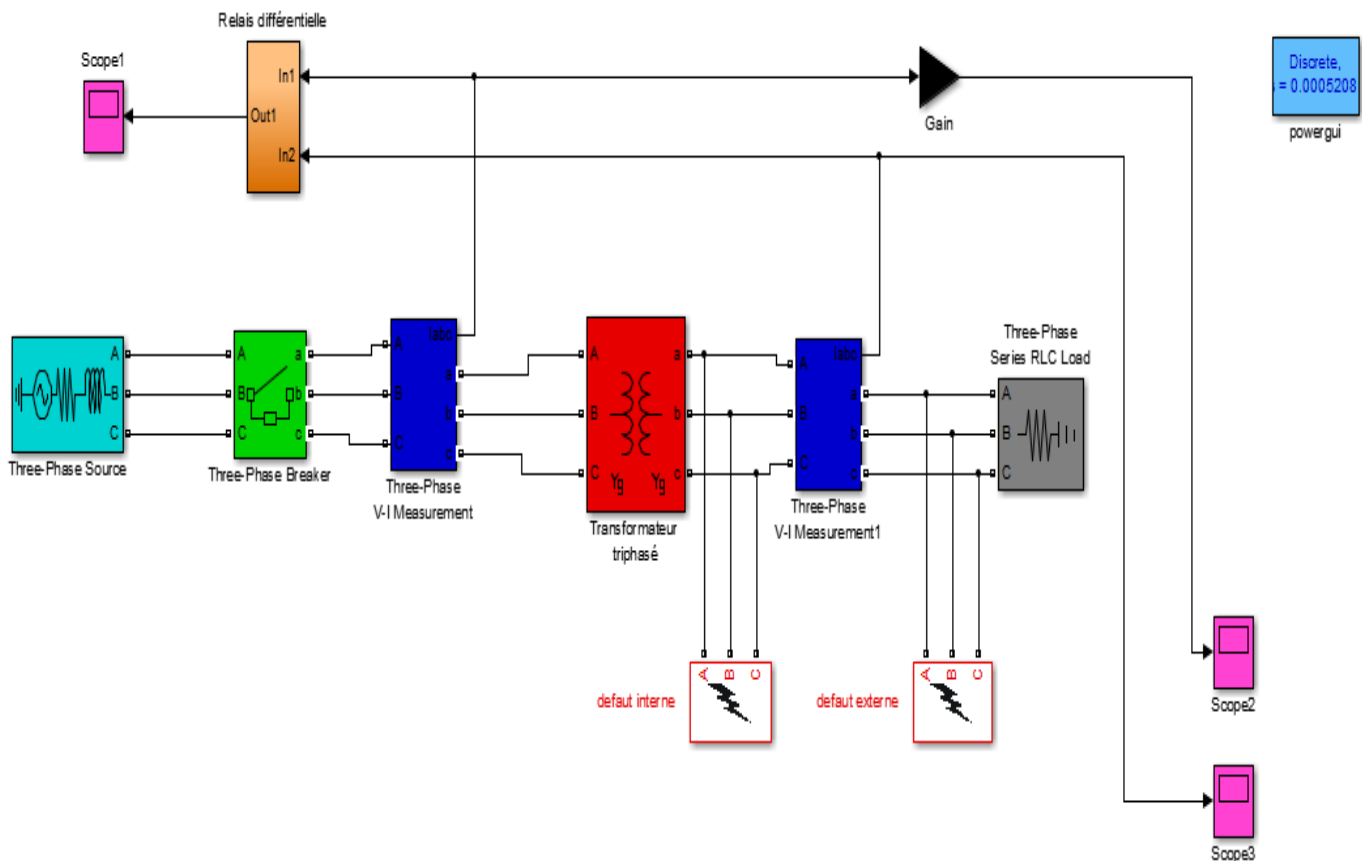 Relais différentielle
Scope1
In1
Out1
In2
Gain
Discrete,
= 0.0005208
powergui
A
B
C
Three-Phase Source
A
B
C
a
b
c
Three-Phase Breaker
A
B
C
Iabc
a
b
c
Three-Phase
V-I Measurement
A
B
C
a
b
c
Yg
Yg
Transformateur
triphasé
A
B
C
Iabc
a
b
c
Three-Phase
V-I Measurement1
Three-Phase
Series RLC Load
A
B
C
defaut interne
A
B
C
defaut externe
A
B
C
Scope2
Scope3